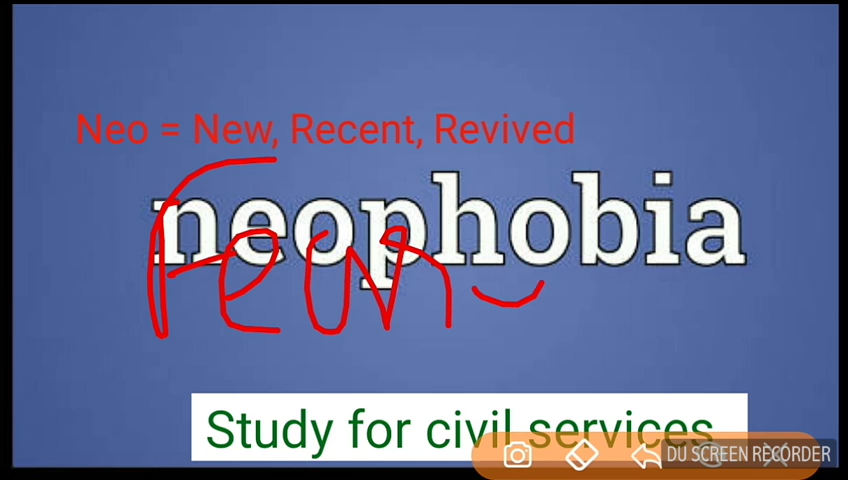 Neo = New, Recent, Revived
neophobia
Fear
Study for civil services
DU SCREEN RECORDER